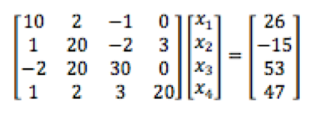 [10 2 −1 0] [x₁] [26]
[1 20 −2 3] [x₂] = [−15]
[−2 20 30 0] [x₃] [53]
[1 2 3 20] [x₄] [47]